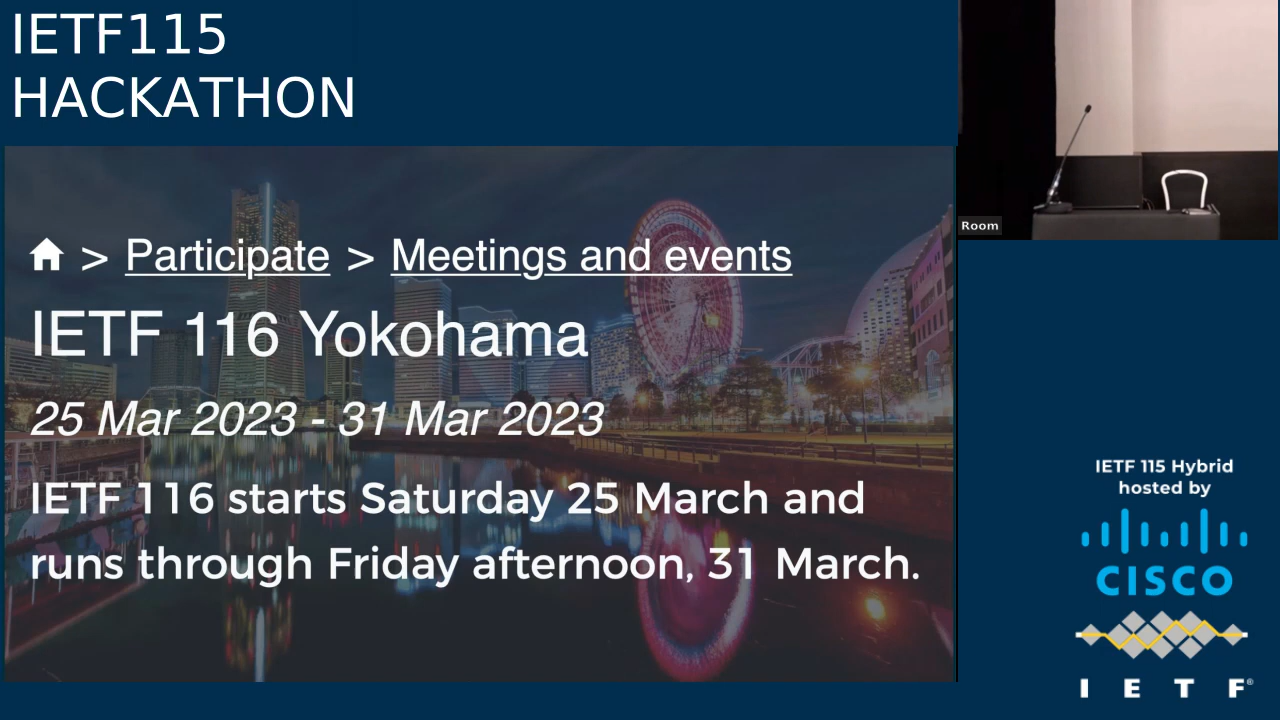 IETF115
HACKATHON
Room
> Participate > Meetings and events
IETF 116 Yokohama
25 Mar 2023 - 31 Mar 2023
IETF 116 starts Saturday 25 March and
runs through Friday afternoon, 31 March.
IETF 115 Hybrid
hosted by
CISCO
IETF®